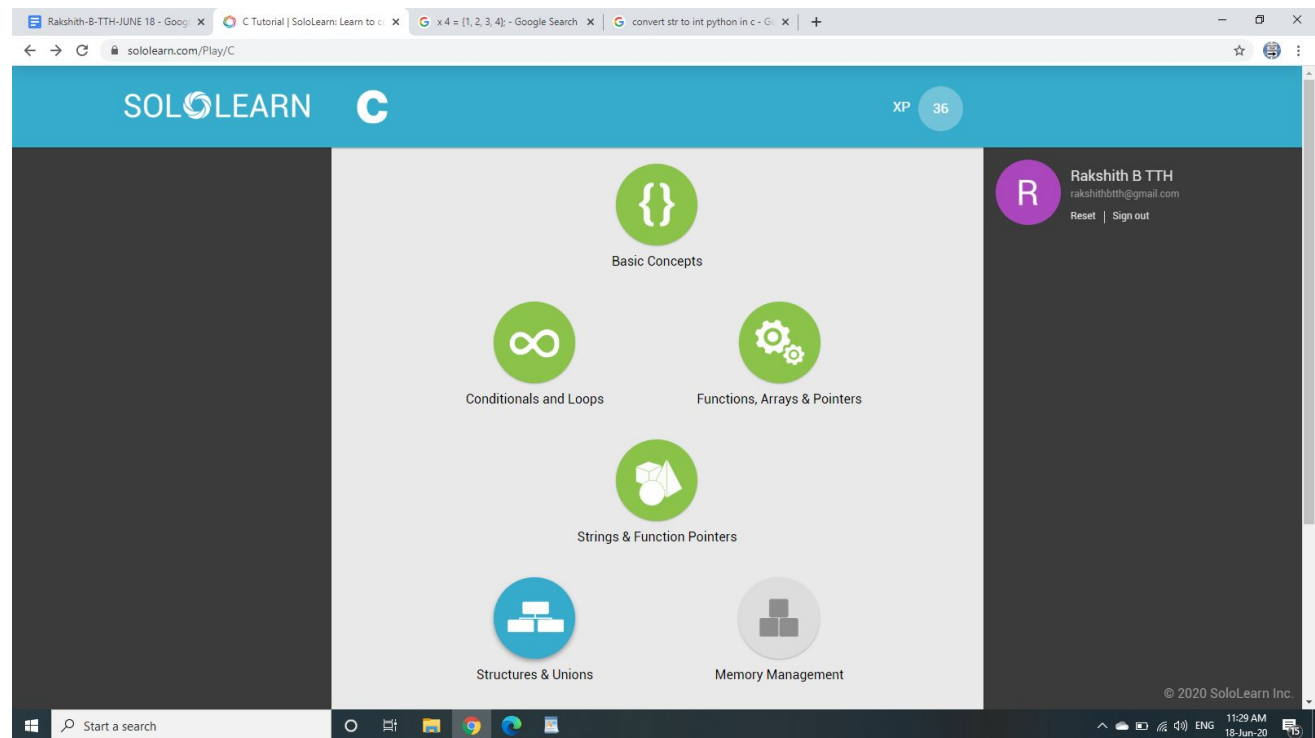 Rakshith-B-TTH-JUNE 18 - Googl
C Tutorial | SoloLearn: Learn to co
x 4 = {1, 2, 3, 4}; - Google Search
convert str to int python in c - Go
sololearn.com/Play/C
SOLOLEARN C XP 36
Rakshith B TTH
rakshithbtth@gmail.com
Reset | Sign out
R
{}
Basic Concepts
Conditionals and Loops
Functions, Arrays & Pointers
Strings & Function Pointers
Structures & Unions
Memory Management
© 2020 SoloLearn Inc.
Start a search
ENG
11:29 AM
18-Jun-20
15